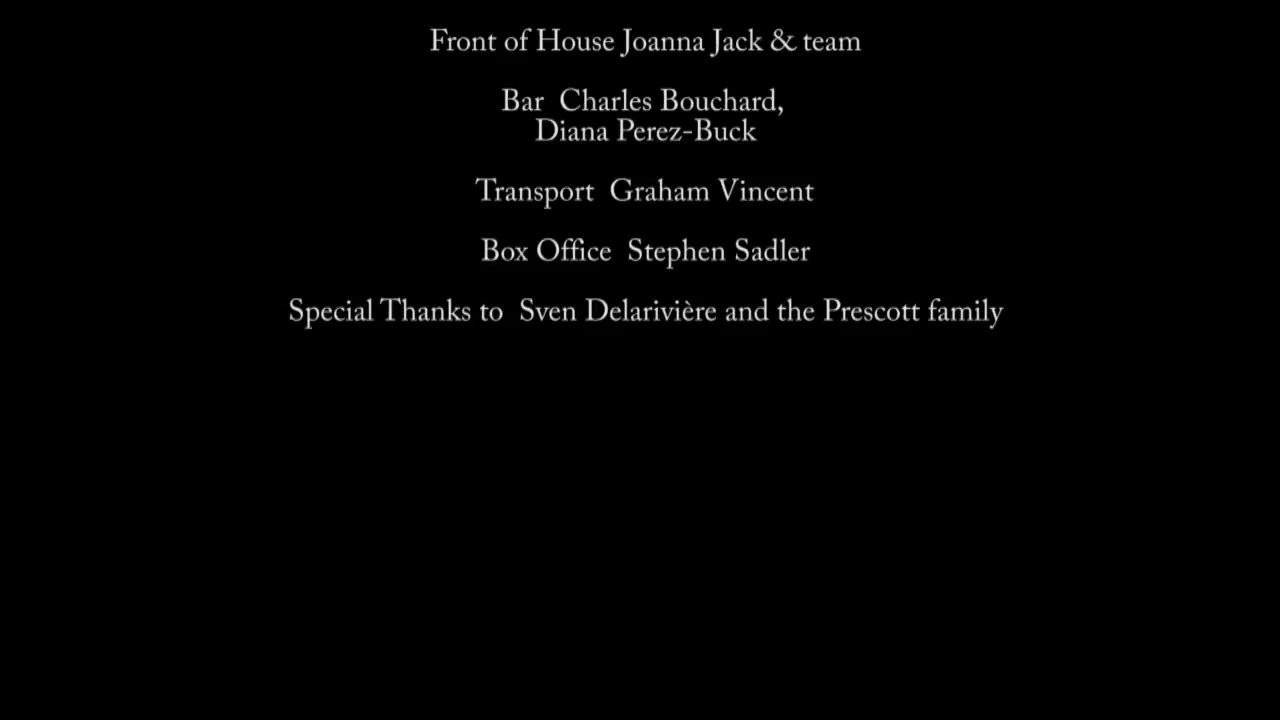 Front of House Joanna Jack & team
Bar  Charles Bouchard,
Diana Perez-Buck
Transport  Graham Vincent
Box Office  Stephen Sadler
Special Thanks to  Sven Delarivière and the Prescott family